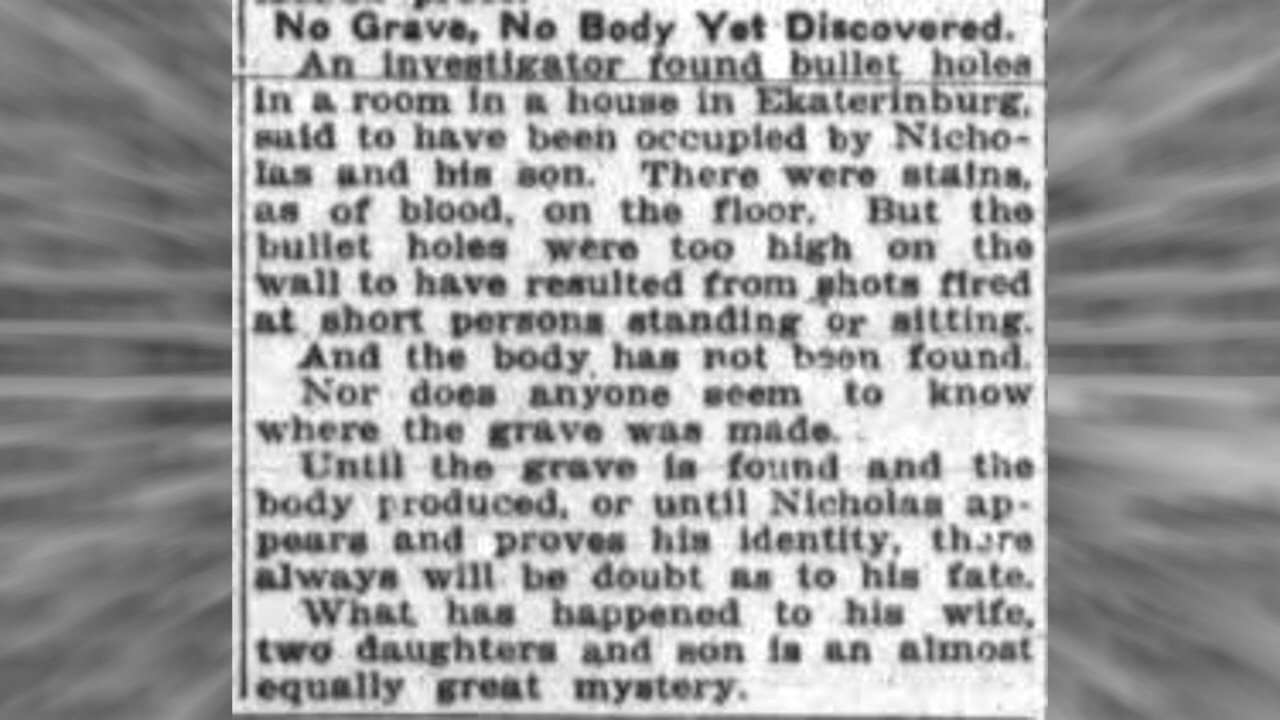 No Grave, No Body Yet Discovered.
An investigator found bullet holes
in a room in a house in Ekaterinburg,
said to have been occupied by Nicho-
las and his son. There were stains,
as of blood, on the floor. But the
bullet holes were too high on the
wall to have resulted from shots fired
at short persons standing or sitting.
And the body has not been found.
Nor does anyone seem to know
where the grave was made.
Until the grave is found and the
body produced, or until Nicholas ap-
pears and proves his identity, there
always will be doubt as to his fate.
What has happened to his wife,
two daughters and son is an almost
equally great mystery.